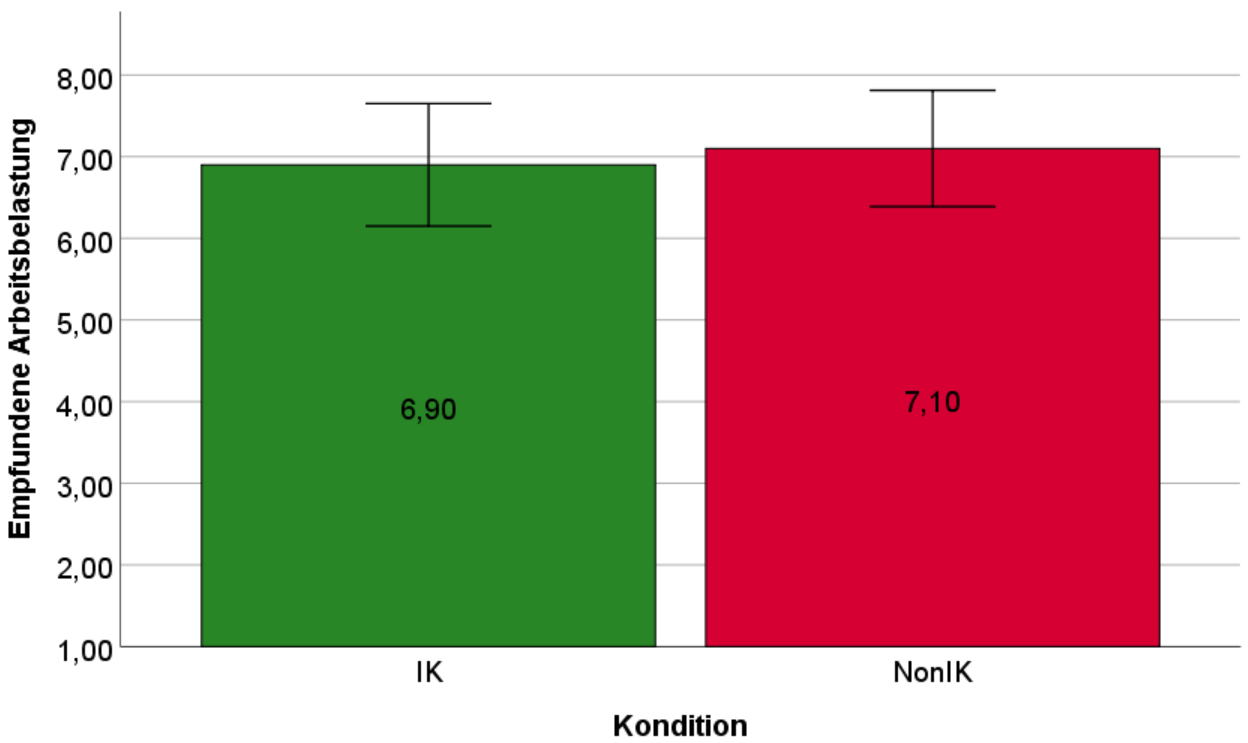 Empfundene Arbeitsbelastung
8,00
7,00
6,00
5,00
4,00
3,00
2,00
1,00
6,90
7,10
IK
NonIK
Kondition